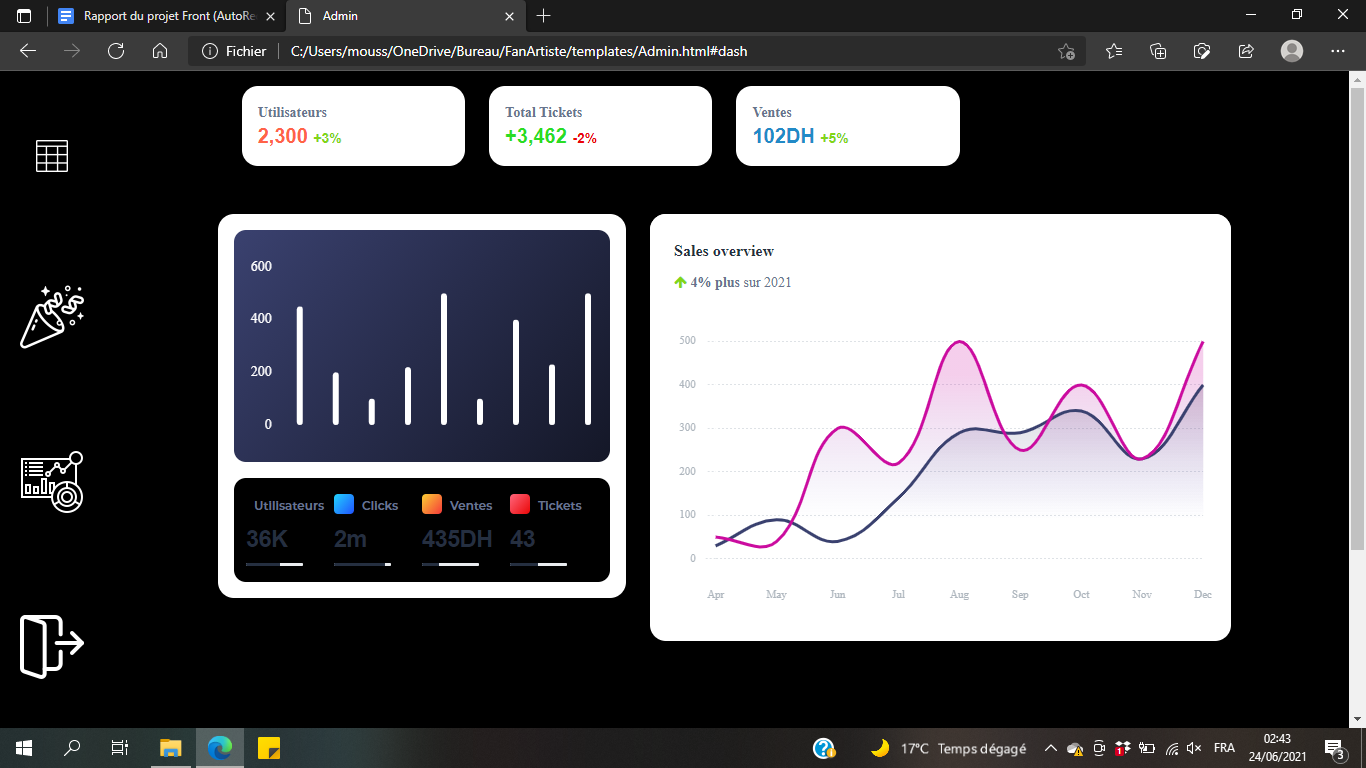 Rapport du projet Front (AutoRe
Admin
Fichier
C:/Users/mouss/OneDrive/Bureau/FanArtiste/templates/Admin.html#dash
Utilisateurs
2,300 +3%
Total Tickets
+3,462 -2%
Ventes
102DH +5%
600
400
200
0
Utilisateurs
Clicks
Ventes
Tickets
36K
2m
435DH
43
Sales overview
4% plus sur 2021
500
400
300
200
100
0
Apr May Jun Jul Aug Sep Oct Nov Dec
17°C Temps dégagé
FRA
02:43
24/06/2021
3